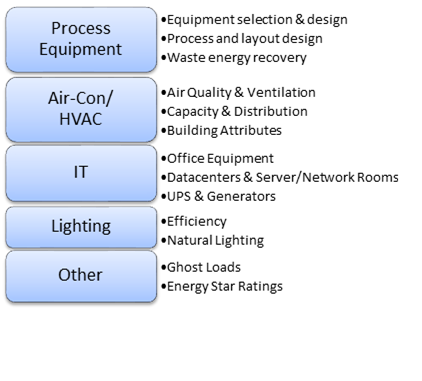 Process
Equipment
•Equipment selection & design
•Process and layout design
•Waste energy recovery
Air-Con/
HVAC
•Air Quality & Ventilation
•Capacity & Distribution
•Building Attributes
IT
•Office Equipment
•Datacenters & Server/Network Rooms
•UPS & Generators
Lighting
•Efficiency
•Natural Lighting
Other
•Ghost Loads
•Energy Star Ratings